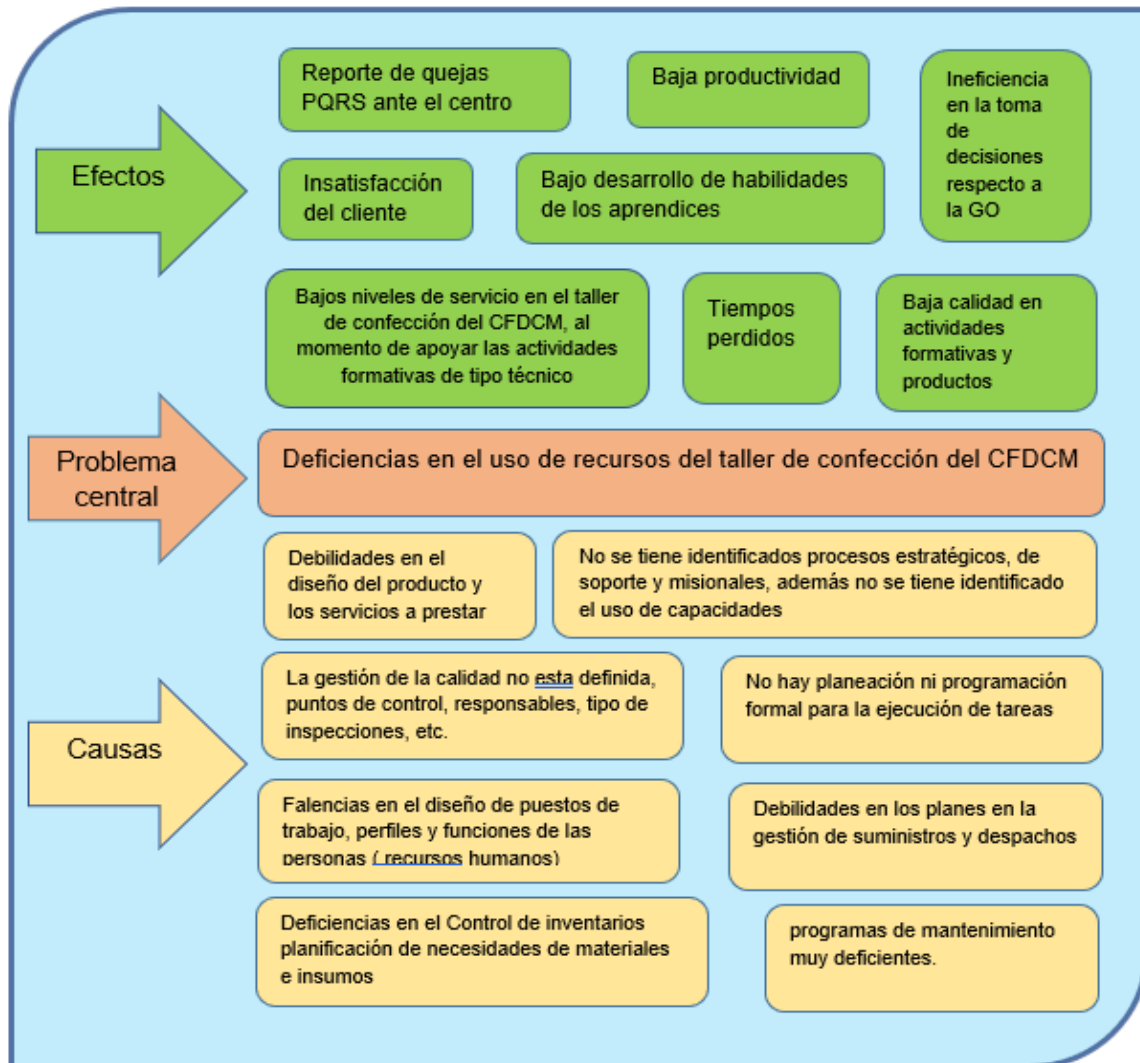 Efectos
Reporte de quejas
PQRS ante el centro
Baja productividad
Ineficiencia
en la toma
de
decisiones
respecto a
la GO
Insatisfacción
del cliente
Bajo desarrollo de habilidades
de los aprendices
Bajos niveles de servicio en el taller
de confección del CFDCM, al
momento de apoyar las actividades
formativas de tipo técnico
Tiempos
perdidos
Baja calidad en
actividades
formativas y
productos
Problema
central
Deficiencias en el uso de recursos del taller de confección del CFDCM
Causas
Debilidades en el
diseño del producto y
los servicios a prestar
No se tiene identificados procesos estratégicos, de
soporte y misionales, además no se tiene identificado
el uso de capacidades
La gestión de la calidad no esta definida,
puntos de control, responsables, tipo de
inspecciones, etc.
No hay planeación ni programación
formal para la ejecución de tareas
Falencias en el diseño de puestos de
trabajo, perfiles y funciones de las
personas ( recursos humanos)
Debilidades en los planes en la
gestión de suministros y despachos
Deficiencias en el Control de inventarios
planificación de necesidades de materiales
e insumos
programas de mantenimiento
muy deficientes.